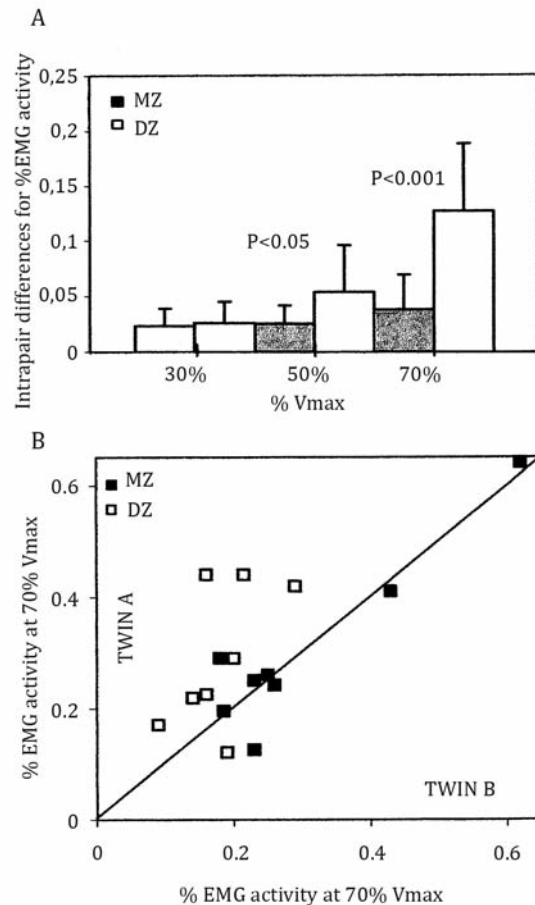 A
Intrapair differences for %EMG activity
0,25
0,2
0,15
0,1
0,05
0
MZ
DZ
P<0.05
P<0.001
30%
50%
70%
% Vmax
B
% EMG activity at 70% Vmax
0.6
0.4
0.2
0
MZ
DZ
TWIN A
TWIN B
0
0.2
0.4
0.6
% EMG activity at 70% Vmax